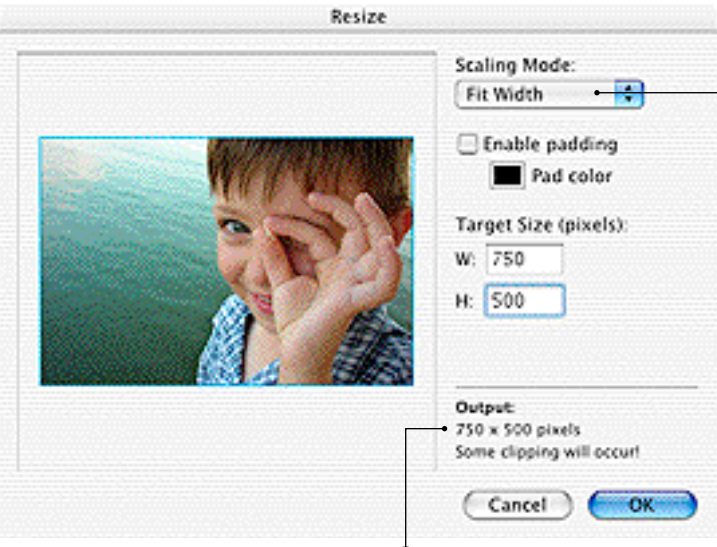 Resize
Scaling Mode:
Fit Width
Enable padding
Pad color
Target Size (pixels):
W: 750
H: 500
Output:
750 x 500 pixels
Some clipping will occur!
Cancel OK